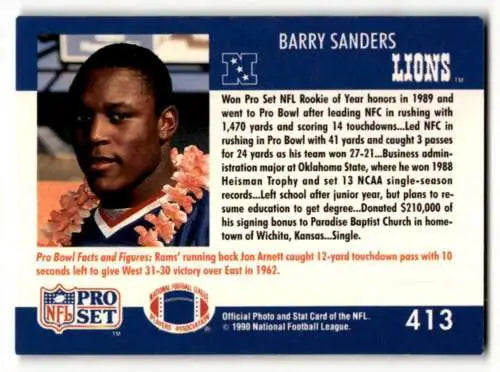 BARRY SANDERS
N
LIONS™
Won Pro Set NFL Rookie of Year honors in 1989 and
went to Pro Bowl after leading NFC in rushing with
1,470 yards and scoring 14 touchdowns...Led NFC in
rushing in Pro Bowl with 41 yards and caught 3 passes
for 24 yards as his team won 27-21...Business admin-
istration major at Oklahoma State, where he won 1988
Heisman Trophy and set 13 NCAA single-season
records...Left school after junior year, but plans to re-
sume education to get degree...Donated $210,000
of his signing bonus to Paradise Baptist Church in home-
town of Wichita, Kansas...Single.
Pro Bowl Facts and Figures: Rams' running back Jon Arnett caught 12-yard touchdown pass with 10
seconds left to give West 31-30 victory over East in 1962.
NFL PRO SET™
NATIONAL FOOTBALL LEAGUE PLAYERS ASSOCIATION
Official Photo and Stat Card of the NFL.
© 1990 National Football League.
413